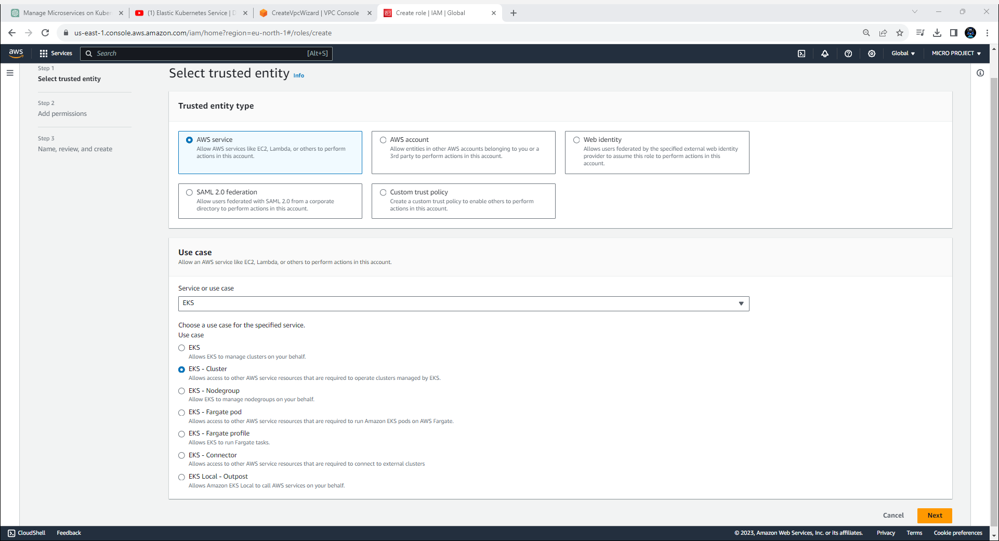 Manage Microservices on Kuber
(1) Elastic Kubernetes Service | D
CreateVpcWizard | VPC Console
Create role | IAM | Global
us-east-1.console.aws.amazon.com/iam/home?region=eu-north-1#/roles/create
aws
Services
Search
[Alt+S]
Global
MICRO PROJECT
Step 1
Select trusted entity
Step 2
Add permissions
Step 3
Name, review, and create
Select trusted entity Info
Trusted entity type
AWS service
Allow AWS services like EC2, Lambda, or others to perform
actions in this account.
AWS account
Allow entities in other AWS accounts belonging to you or a
3rd party to perform actions in this account.
Web identity
Allows users federated by the specified external web identity
provider to assume this role to perform actions in this
account.
SAML 2.0 federation
Allow users federated with SAML 2.0 from a corporate
directory to perform actions in this account.
Custom trust policy
Create a custom trust policy to enable others to perform
actions in this account.
Use case
Allow an AWS service like EC2, Lambda, or others to perform actions in this account.
Service or use case
EKS
Choose a use case for the specified service.
Use case
EKS
Allows EKS to manage clusters on your behalf.
EKS - Cluster
Allows access to other AWS service resources that are required to operate clusters managed by EKS.
EKS - Nodegroup
Allow EKS to manage nodegroups on your behalf.
EKS - Fargate pod
Allows access to other AWS service resources that are required to run Amazon EKS pods on AWS Fargate.
EKS - Fargate profile
Allows EKS to run Fargate tasks.
EKS - Connector
Allows access to other AWS service resources that are required to connect to external clusters
EKS Local - Outpost
Allows Amazon EKS Local to call AWS services on your behalf.
Cancel
Next
CloudShell
Feedback
© 2023, Amazon Web Services, Inc. or its affiliates.
Privacy
Terms
Cookie preferences